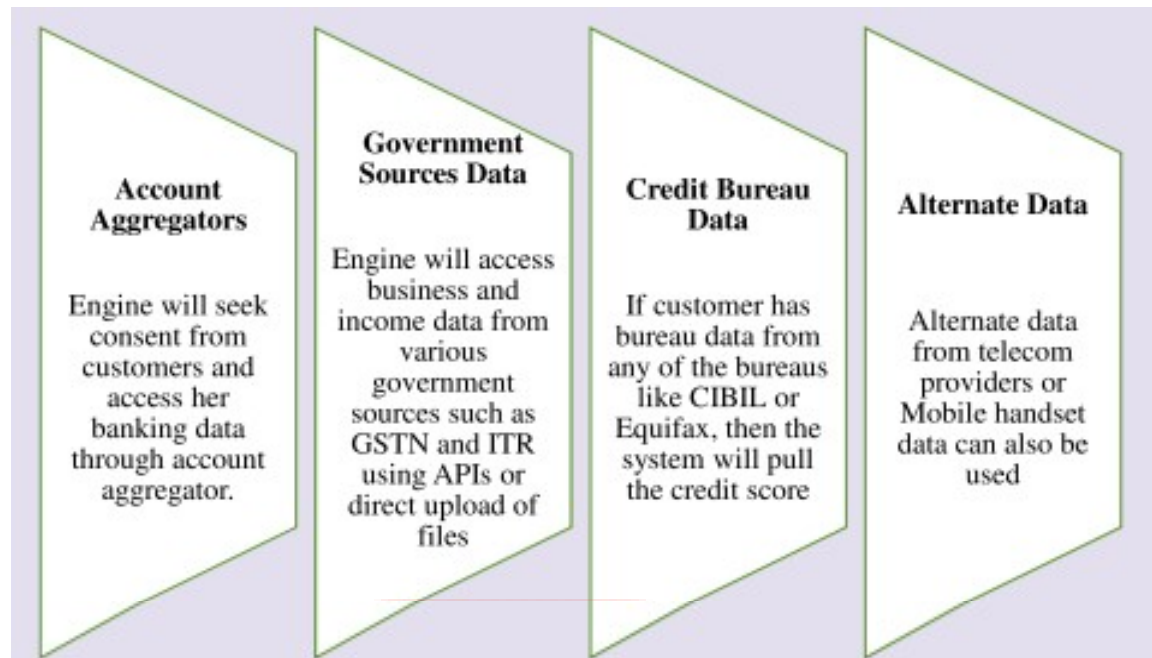 Account
Aggregators
Engine will seek
consent from
customers and
access her
banking data
through account
aggregator.
Government
Sources Data
Engine will access
business and
income data from
various
government
sources such as
GSTN and ITR
using APIs or
direct upload of
files
Credit Bureau
Data
If customer has
bureau data from
any of the bureaus
like CIBIL or
Equifax, then the
system will pull
the credit score
Alternate Data
Alternate data
from telecom
providers or
Mobile handset
data can also be
used